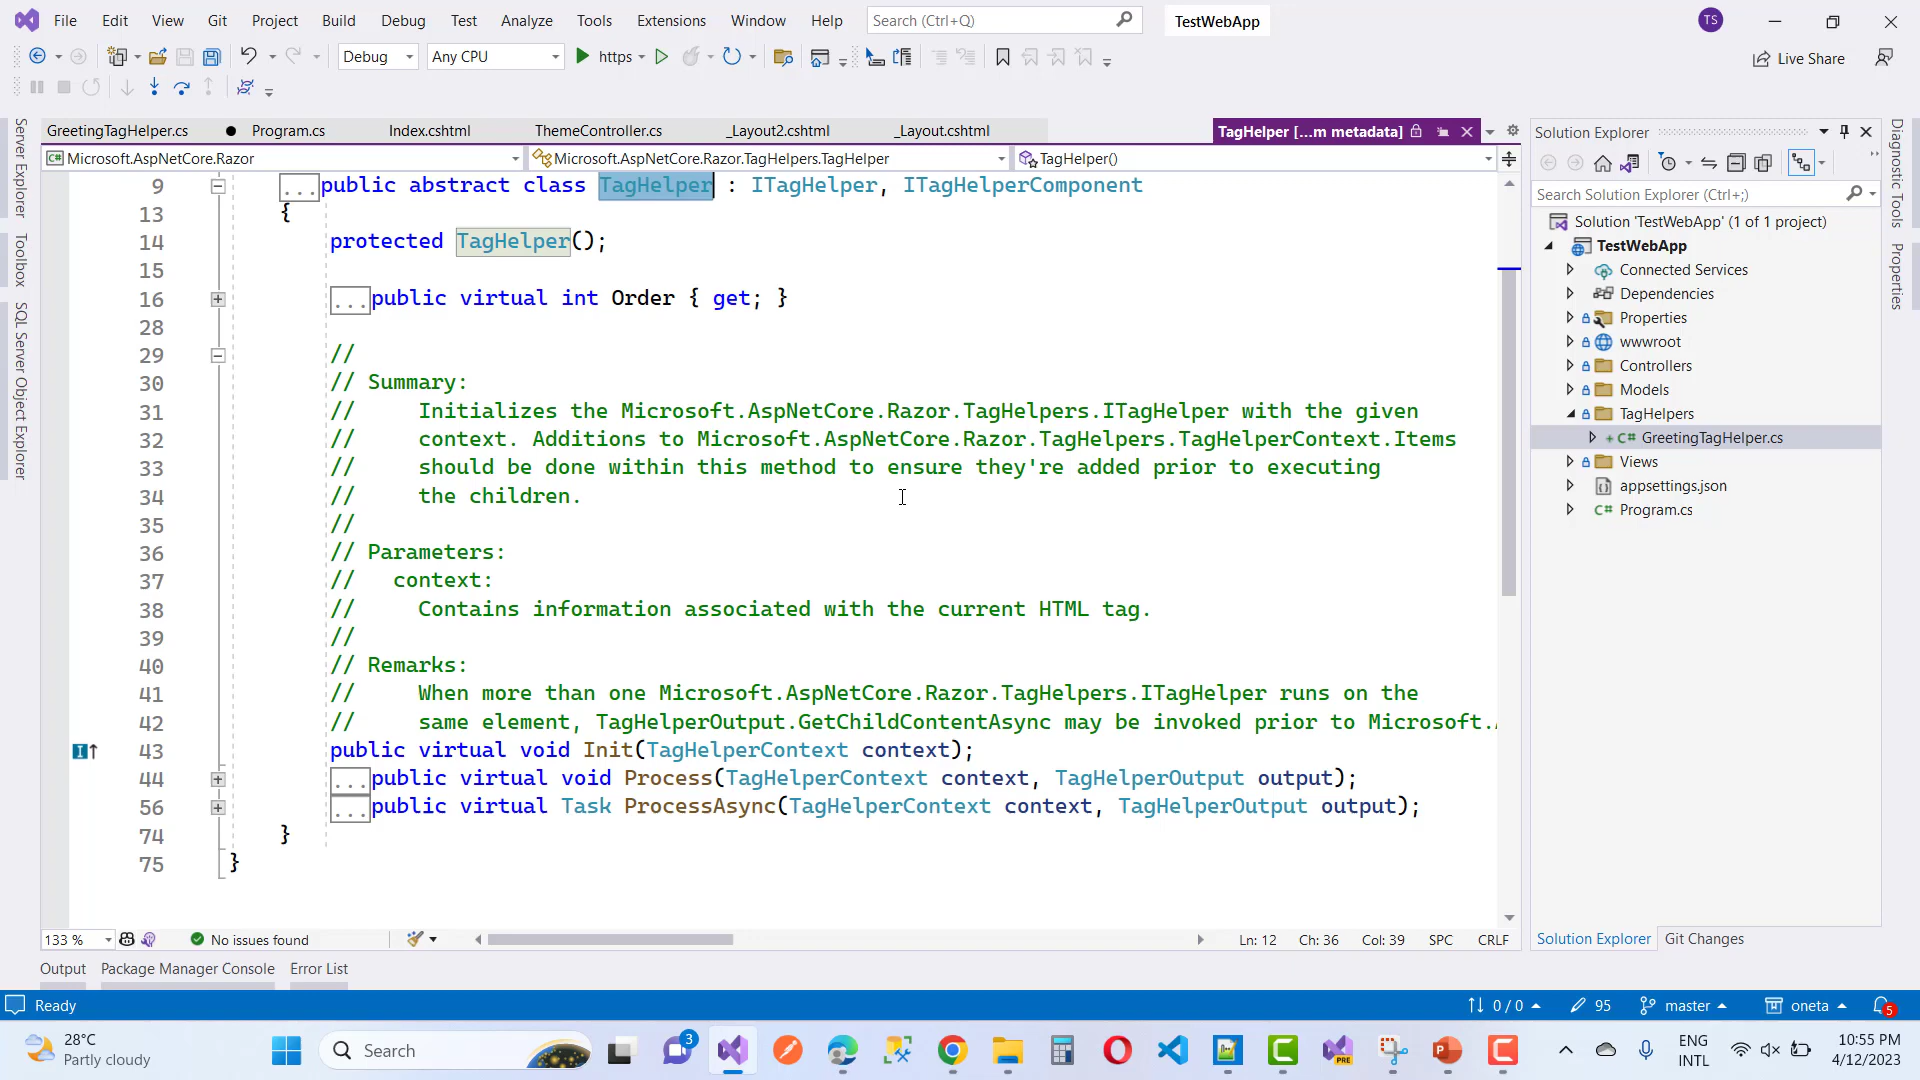 File Edit View Git Project Build Debug Test Analyze Tools Extensions Window Help Search (Ctrl+Q) TestWebApp TS
Debug Any CPU https Live Share
GreetingTagHelper.cs Program.cs Index.cshtml ThemeController.cs _Layout2.cshtml _Layout.cshtml TagHelper [...m metadata]
Microsoft.AspNetCore.Razor Microsoft.AspNetCore.Razor.TagHelpers.TagHelper TagHelper()
9 ...public abstract class TagHelper : ITagHelper, ITagHelperComponent
13 {
14 protected TagHelper();
15
16 ...public virtual int Order { get; }
28
29 //
30 // Summary:
31 // Initializes the Microsoft.AspNetCore.Razor.TagHelpers.ITagHelper with the given
32 // context. Additions to Microsoft.AspNetCore.Razor.TagHelpers.TagHelperContext.Items
33 // should be done within this method to ensure they're added prior to executing
34 // the children.
35 //
36 // Parameters:
37 // context:
38 // Contains information associated with the current HTML tag.
39 //
40 // Remarks:
41 // When more than one Microsoft.AspNetCore.Razor.TagHelpers.ITagHelper runs on the
42 // same element, TagHelperOutput.GetChildContentAsync may be invoked prior to Microsoft.
43 public virtual void Init(TagHelperContext context);
44 ...public virtual void Process(TagHelperContext context, TagHelperOutput output);
56 ...public virtual Task ProcessAsync(TagHelperContext context, TagHelperOutput output);
74 }
75 }
133 % No issues found Ln: 12 Ch: 36 Col: 39 SPC CRLF
Output Package Manager Console Error List
Server Explorer
Toolbox
SQL Server Object Explorer
Solution Explorer
Search Solution Explorer (Ctrl+;)
Solution 'TestWebApp' (1 of 1 project)
TestWebApp
Connected Services
Dependencies
Properties
wwwroot
Controllers
Models
TagHelpers
C# GreetingTagHelper.cs
Views
appsettings.json
C# Program.cs
Solution Explorer Git Changes
Diagnostic Tools
Properties
Ready 0 / 0 95 master oneta 5
28°C
Partly cloudy
Search 3 PRE
ENG
INTL
10:55 PM
4/12/2023